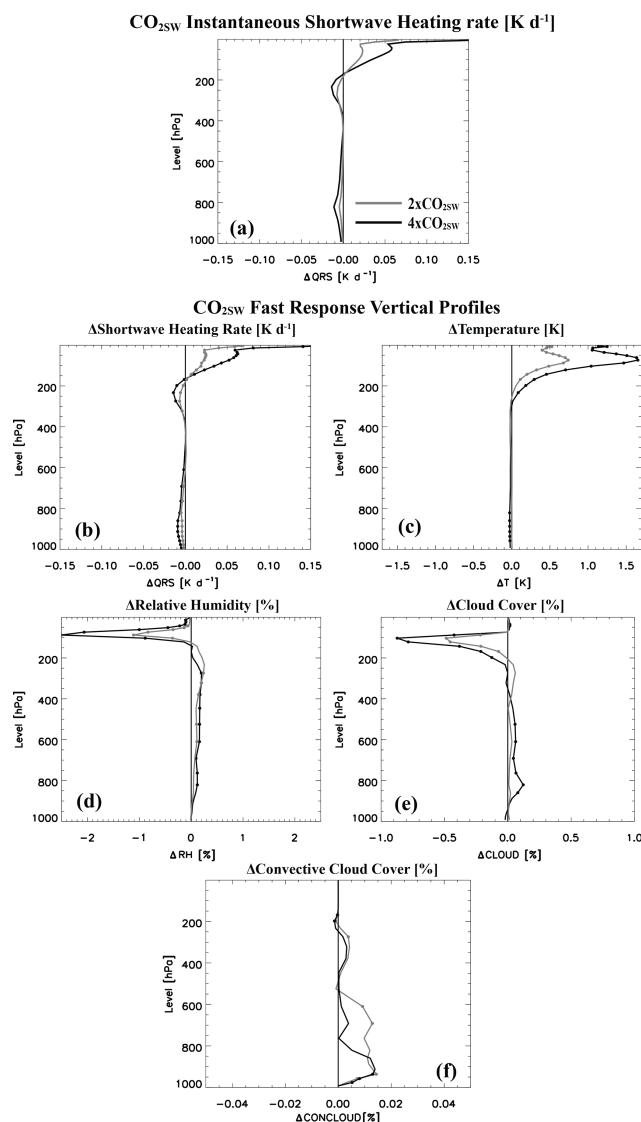 CO2SW Instantaneous Shortwave Heating rate [K d-1]
Level [hPa]
200
400
600
800
1000
2xCO2SW
4xCO2SW
(a)
−0.15 −0.10 −0.05 −0.00 0.05 0.10 0.15
ΔQRS [K d-1]
CO2SW Fast Response Vertical Profiles
ΔShortwave Heating Rate [K d-1]
Level [hPa]
200
400
600
800
1000
(b)
−0.15 −0.10 −0.05 −0.00 0.05 0.10 0.15
ΔQRS [K d-1]
ΔTemperature [K]
Level [hPa]
200
400
600
800
1000
(c)
−1.5 −1.0 −0.5 0.0 0.5 1.0 1.5
ΔT [K]
ΔRelative Humidity [%]
Level [hPa]
200
400
600
800
1000
(d)
−2 −1 0 1 2
ΔRH [%]
ΔCloud Cover [%]
Level [hPa]
200
400
600
800
1000
(e)
−1.0 −0.5 0.0 0.5 1.0
ΔCLOUD [%]
ΔConvective Cloud Cover [%]
Level [hPa]
200
400
600
800
1000
(f)
−0.04 −0.02 0.00 0.02 0.04
ΔCONCLOUD[%]